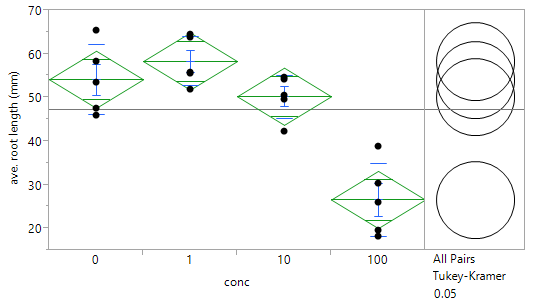 70
60
50
40
30
20
ave. root length (mm)
0 1 10 100
conc
All Pairs
Tukey-Kramer
0.05